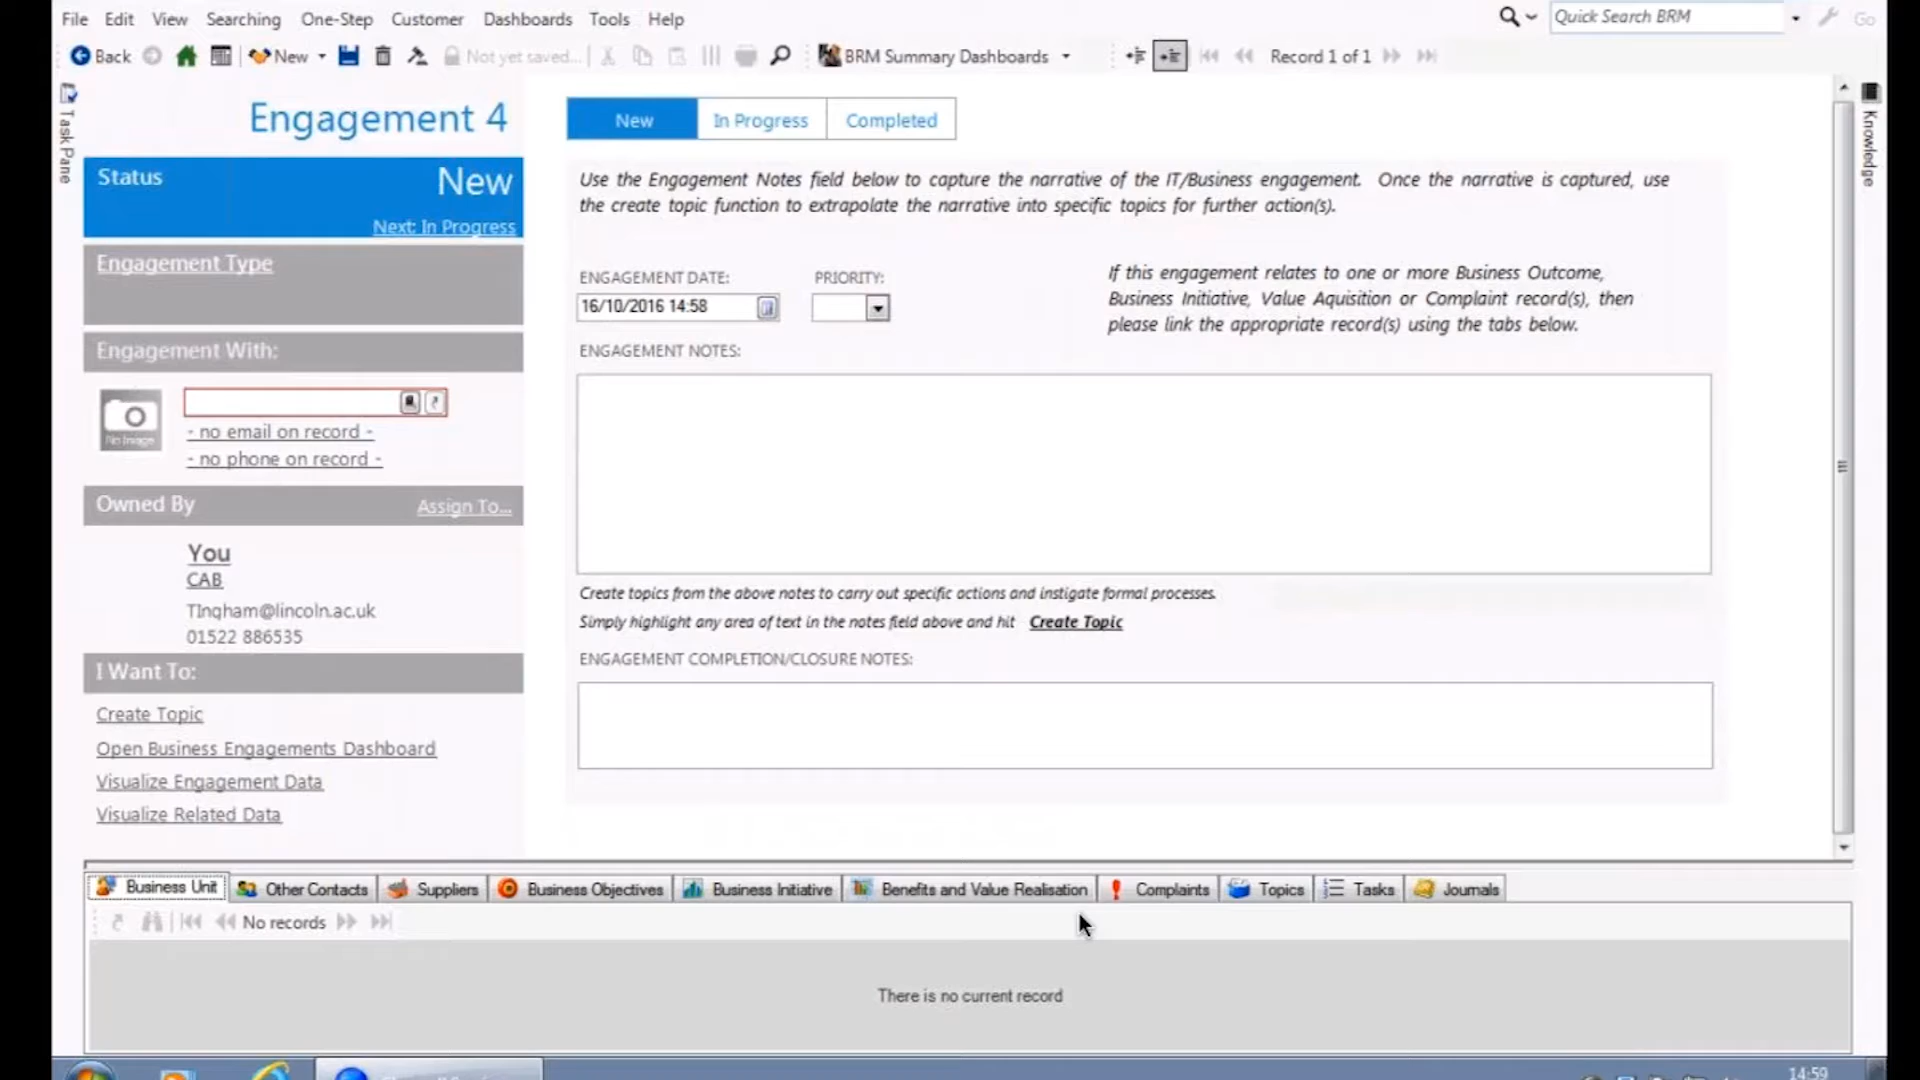 File Edit View Searching One-Step Customer Dashboards Tools Help
Quick Search BRM Go
Back New Not yet saved... BRM Summary Dashboards Record 1 of 1
Task Pane
Knowledge
Engagement 4
Status New
Next: In Progress
Engagement Type
Engagement With:
No Image
- no email on record -
- no phone on record -
Owned By Assign To...
You
CAB
TIngham@lincoln.ac.uk
01522 886535
I Want To:
Create Topic
Open Business Engagements Dashboard
Visualize Engagement Data
Visualize Related Data
New In Progress Completed
Use the Engagement Notes field below to capture the narrative of the IT/Business engagement. Once the narrative is captured, use
the create topic function to extrapolate the narrative into specific topics for further action(s).
ENGAGEMENT DATE: PRIORITY:
16/10/2016 14:58
If this engagement relates to one or more Business Outcome,
Business Initiative, Value Aquisition or Complaint record(s), then
please link the appropriate record(s) using the tabs below.
ENGAGEMENT NOTES:
Create topics from the above notes to carry out specific actions and instigate formal processes.
Simply highlight any area of text in the notes field above and hit Create Topic
ENGAGEMENT COMPLETION/CLOSURE NOTES:
Business Unit Other Contacts Suppliers Business Objectives Business Initiative Benefits and Value Realisation Complaints Topics Tasks Journals
No records
There is no current record
14:59